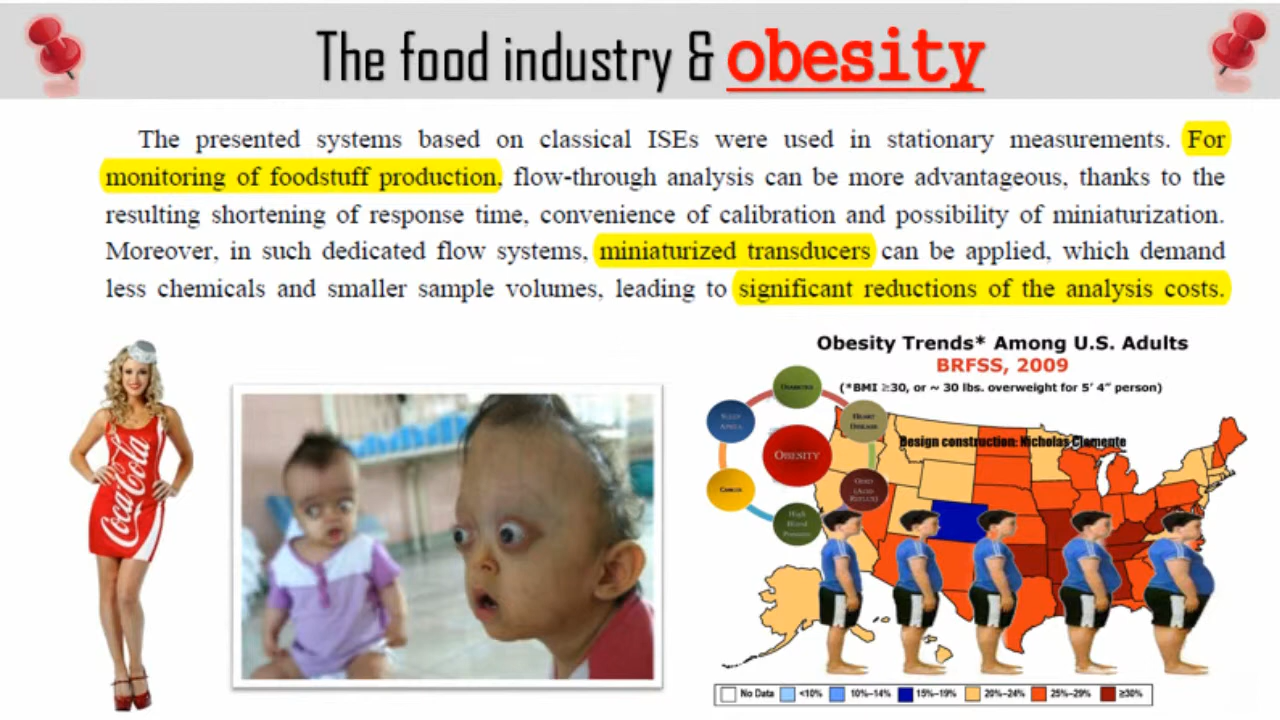 The food industry & obesity
The presented systems based on classical ISEs were used in stationary measurements. For
monitoring of foodstuff production, flow-through analysis can be more advantageous, thanks to the
resulting shortening of response time, convenience of calibration and possibility of miniaturization.
Moreover, in such dedicated flow systems, miniaturized transducers can be applied, which demand
less chemicals and smaller sample volumes, leading to significant reductions of the analysis costs.
Coca-Cola
Obesity Trends* Among U.S. Adults
BRFSS, 2009
(*BMI ≥30, or ~ 30 lbs. overweight for 5’ 4” person)
Diabetes
Sleep
Apnea
Heart
Disease
Design construction: Nicholas Clemente
Obesity
Cancer
Gerd
(Acid
Reflux)
High
Blood
Pressure
No Data <10% 10%–14% 15%–19% 20%–24% 25%–29% ≥30%